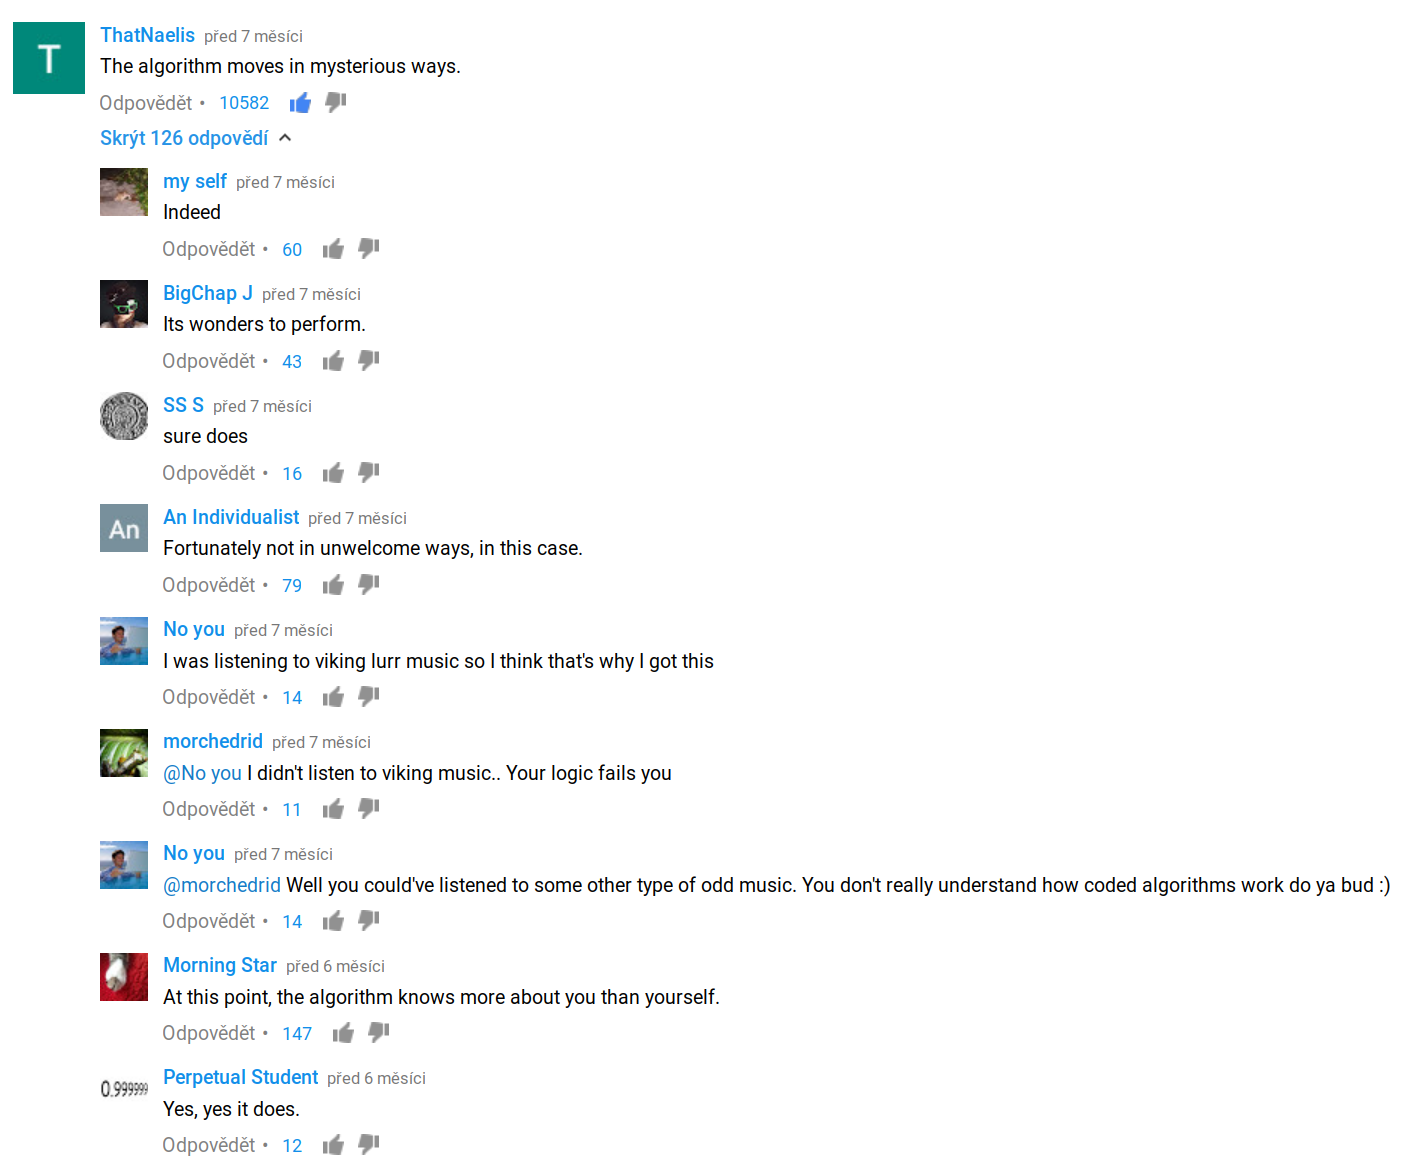 T
ThatNaelis před 7 měsíci
The algorithm moves in mysterious ways.
Odpovědět • 10582
Skrýt 126 odpovědí
my self před 7 měsíci
Indeed
Odpovědět • 60
BigChap J před 7 měsíci
Its wonders to perform.
Odpovědět • 43
SS S před 7 měsíci
sure does
Odpovědět • 16
An
An Individualist před 7 měsíci
Fortunately not in unwelcome ways, in this case.
Odpovědět • 79
No you před 7 měsíci
I was listening to viking lurr music so I think that's why I got this
Odpovědět • 14
morchedrid před 7 měsíci
@No you I didn't listen to viking music.. Your logic fails you
Odpovědět • 11
No you před 7 měsíci
@morchedrid Well you could've listened to some other type of odd music. You don't really understand how coded algorithms work do ya bud :)
Odpovědět • 14
Morning Star před 6 měsíci
At this point, the algorithm knows more about you than yourself.
Odpovědět • 147
0.999999
Perpetual Student před 6 měsíci
Yes, yes it does.
Odpovědět • 12